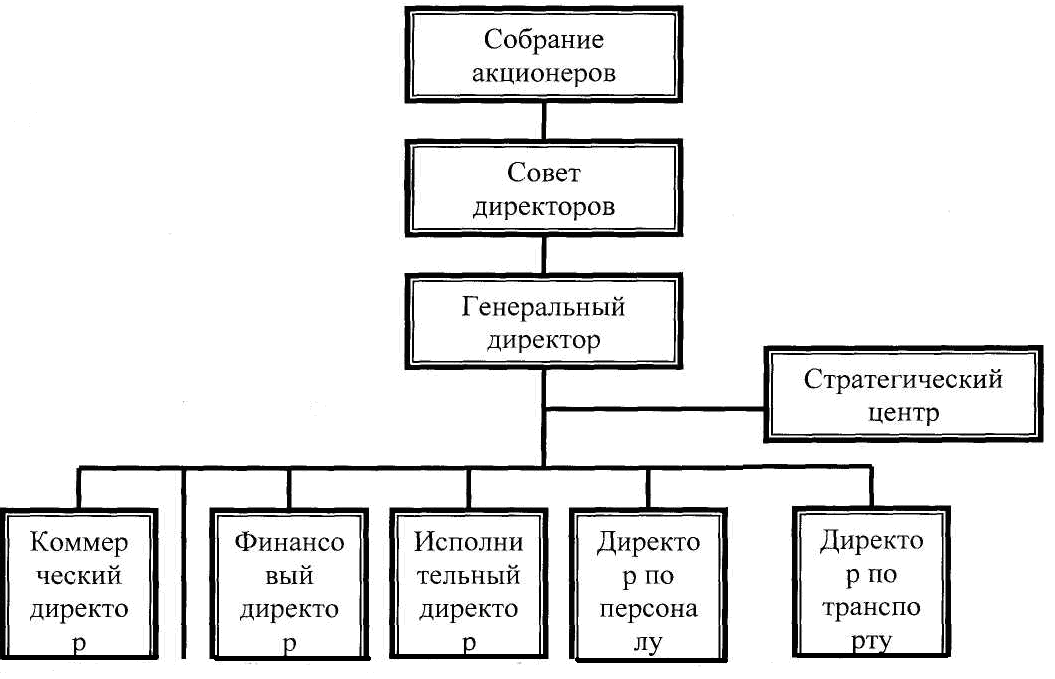 Собрание
акционеров
Совет
директоров
Генеральный
директор
Стратегический
центр
Коммер
ческий
директо
р
Финансо
вый
директо
р
Исполни
тельный
директо
р
Директо
р по
персона
лу
Директо
р по
транспо
рту